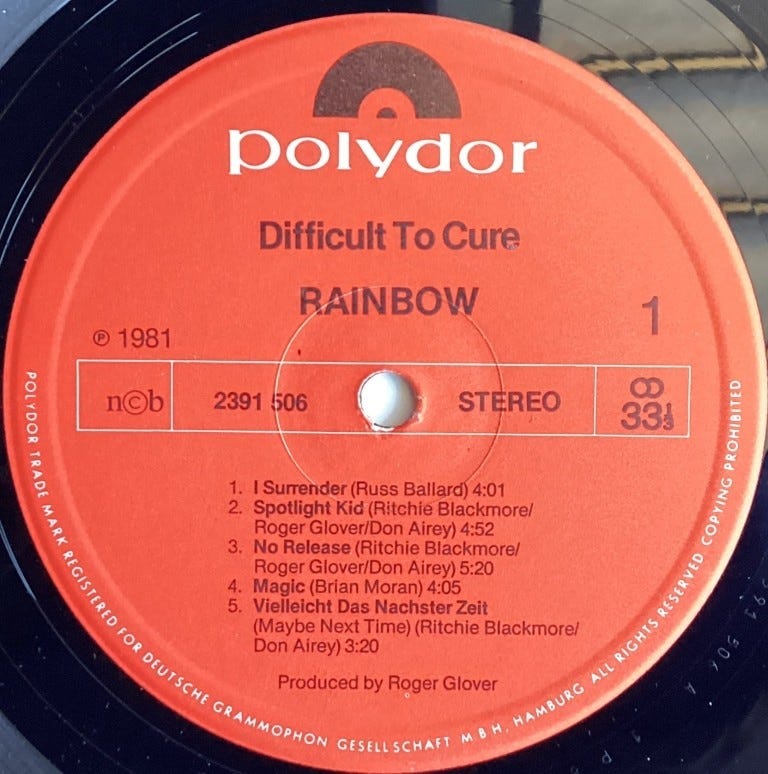 polydor
Difficult To Cure
RAINBOW
1
℗ 1981
n©b
2391 506
STEREO
33⅓
1. I Surrender (Russ Ballard) 4:01
2. Spotlight Kid (Ritchie Blackmore/
Roger Glover/Don Airey) 4:52
3. No Release (Ritchie Blackmore/
Roger Glover/Don Airey) 5:20
4. Magic (Brian Moran) 4:05
5. Vielleicht Das Nachster Zeit
(Maybe Next Time) (Ritchie Blackmore/
Don Airey) 3:20
Produced by Roger Glover
POLYDOR TRADE MARK REGISTERED FOR DEUTSCHE GRAMMOPHON GESELLSCHAFT M B H, HAMBURG ALL RIGHTS RESERVED COPYING PROHIBITED